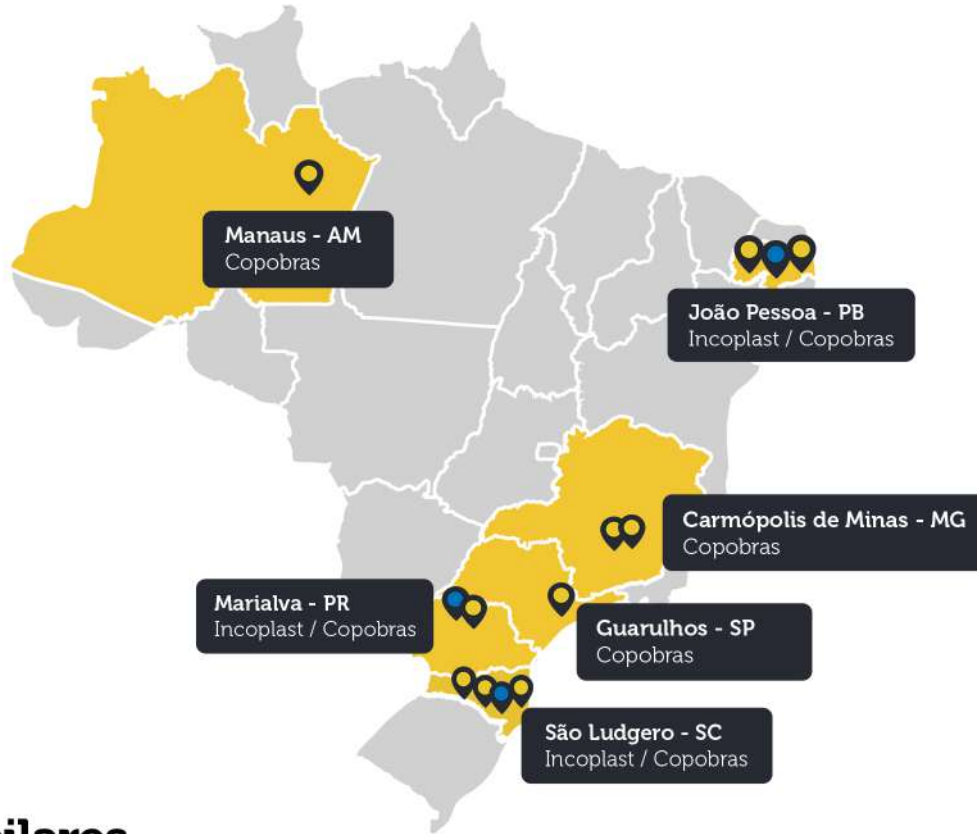 Manaus - AM
Copobras
João Pessoa - PB
Incoplast / Copobras
Carmópolis de Minas - MG
Copobras
Marialva - PR
Incoplast / Copobras
Guarulhos - SP
Copobras
São Ludgero - SC
Incoplast / Copobras